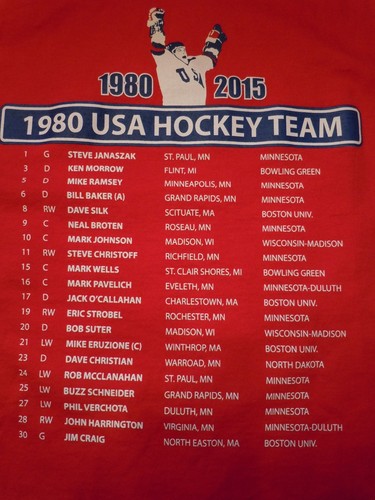 1980 USA 2015
1980 USA HOCKEY TEAM
1 G STEVE JANASZAK ST. PAUL, MN MINNESOTA
3 D KEN MORROW FLINT, MI BOWLING GREEN
5 D MIKE RAMSEY MINNEAPOLIS, MN MINNESOTA
6 D BILL BAKER (A) GRAND RAPIDS, MN MINNESOTA
8 RW DAVE SILK SCITUATE, MA BOSTON UNIV.
9 C NEAL BROTEN ROSEAU, MN MINNESOTA
10 C MARK JOHNSON MADISON, WI WISCONSIN-MADISON
11 RW STEVE CHRISTOFF RICHFIELD, MN MINNESOTA
15 C MARK WELLS ST. CLAIR SHORES, MI BOWLING GREEN
16 C MARK PAVELICH EVELETH, MN MINNESOTA-DULUTH
17 D JACK O'CALLAHAN CHARLESTOWN, MA BOSTON UNIV.
19 RW ERIC STROBEL ROCHESTER, MN MINNESOTA
20 D BOB SUTER MADISON, WI WISCONSIN-MADISON
21 LW MIKE ERUZIONE (C) WINTHROP, MA BOSTON UNIV.
23 D DAVE CHRISTIAN WARROAD, MN NORTH DAKOTA
24 LW ROB MCCLANAHAN ST. PAUL, MN MINNESOTA
25 LW BUZZ SCHNEIDER GRAND RAPIDS, MN MINNESOTA
27 LW PHIL VERCHOTA DULUTH, MN MINNESOTA
28 RW JOHN HARRINGTON VIRGINIA, MN MINNESOTA-DULUTH
30 G JIM CRAIG NORTH EASTON, MA BOSTON UNIV.